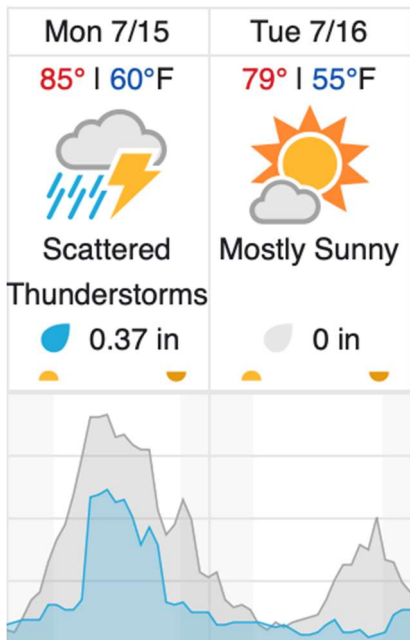 Mon 7/15
Tue 7/16
85° | 60°F
79° | 55°F
Scattered
Thunderstorms
Mostly Sunny
0.37 in
0 in